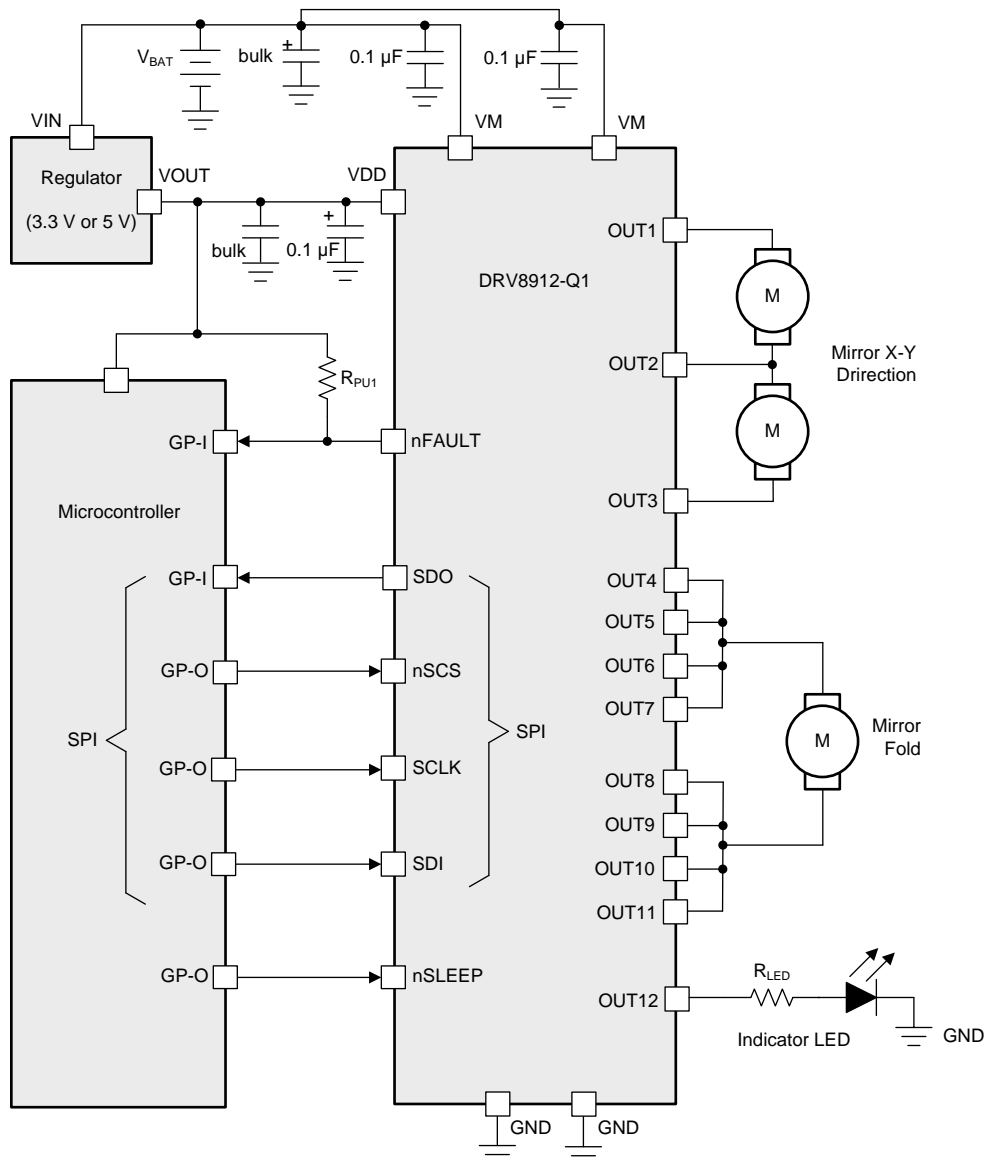 V_BAT
+
bulk
0.1 µF
0.1 µF
VIN
VM
VM
Regulator
(3.3 V or 5 V)
VOUT
VDD
bulk
+
0.1 µF
OUT1
DRV8912-Q1
M
OUT2
Mirror X-Y
Drirection
R_PU1
M
GP-I
nFAULT
OUT3
Microcontroller
GP-I
SDO
OUT4
OUT5
GP-O
nSCS
OUT6
OUT7
SPI
SPI
M
Mirror
Fold
GP-O
SCLK
OUT8
OUT9
GP-O
SDI
OUT10
OUT11
GP-O
nSLEEP
R_LED
OUT12
Indicator LED
GND
GND
GND